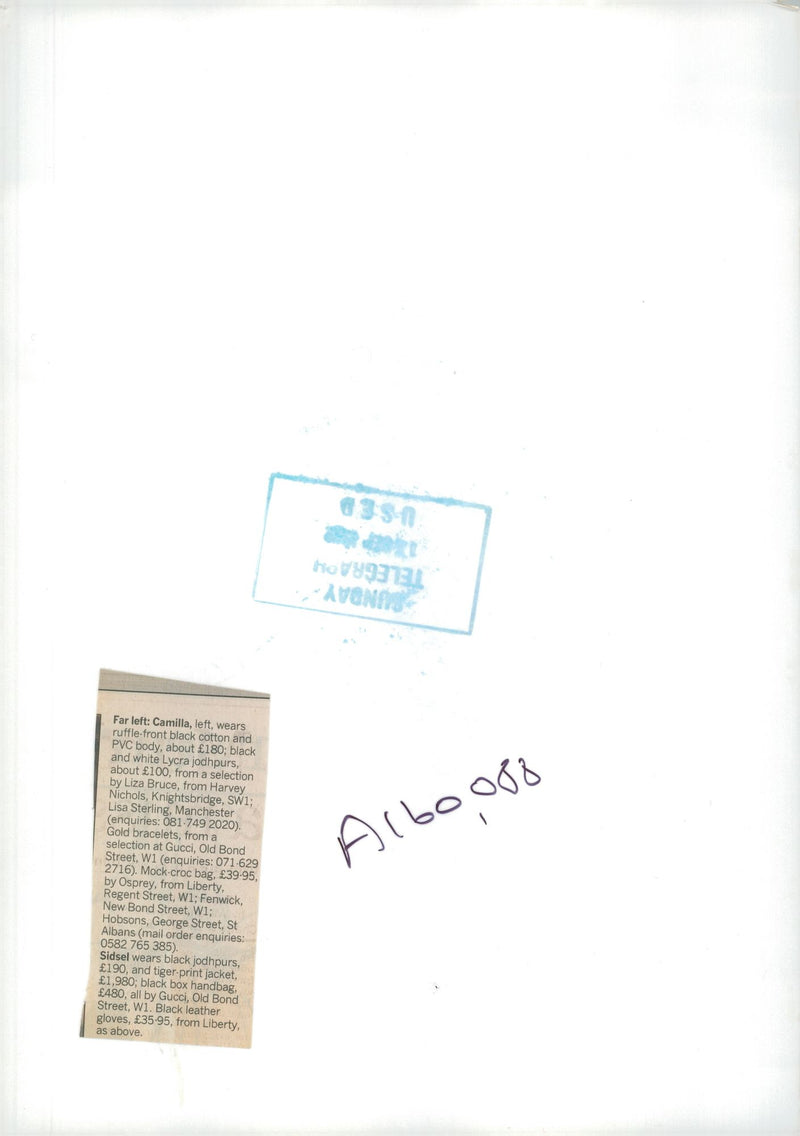 SUNDAY
TELEGRAPH
USED
Far left: Camilla, left, wears
ruffle-front black cotton and
PVC body, about £180; black
and white Lycra jodhpurs,
about £100, from a selection
by Liza Bruce, from Harvey
Nichols, Knightsbridge, SW1;
Lisa Sterling, Manchester
(enquiries: 081-749 2020).
Gold bracelets, from a
selection at Gucci, Old Bond
Street, W1 (enquiries: 071-629
2716). Mock-croc bag, £39·95,
by Osprey, from Liberty,
Regent Street, W1; Fenwick,
New Bond Street, W1;
Hobsons, George Street, St
Albans (mail order enquiries:
0582 765 385).
Sidsel wears black jodhpurs,
£190, and tiger-print jacket,
£1,980; black box handbag,
£480, all by Gucci, Old Bond
Street, W1. Black leather
gloves, £35·95, from Liberty,
as above.
A160,088